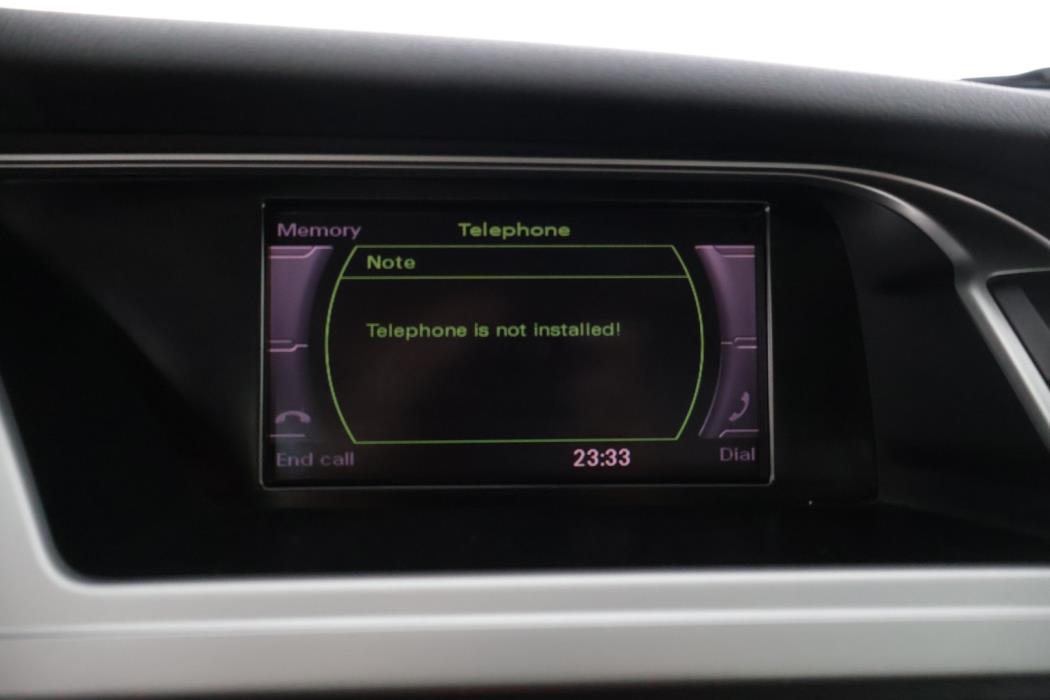 Memory
Telephone
Note
Telephone is not installed!
End call
23:33
Dial